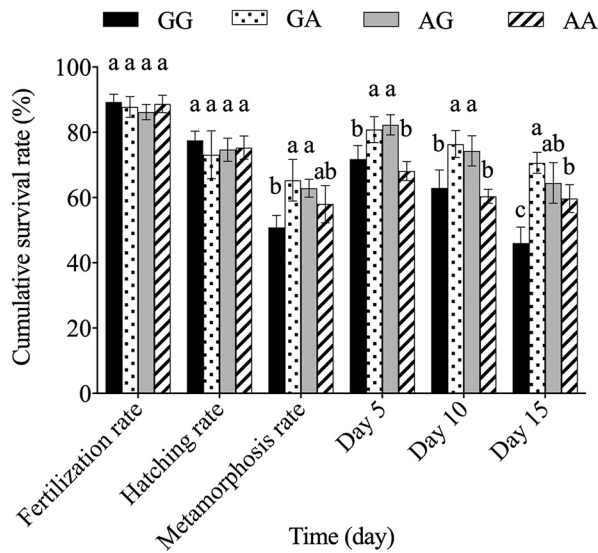 GG GA AG AA
Cumulative survival rate (%)
100
80
60
40
20
0
a a a a
a a a a
b a a ab
b a a b
b a a b
c a ab b
Fertilization rate
Hatching rate
Metamorphosis rate
Day 5
Day 10
Day 15
Time (day)